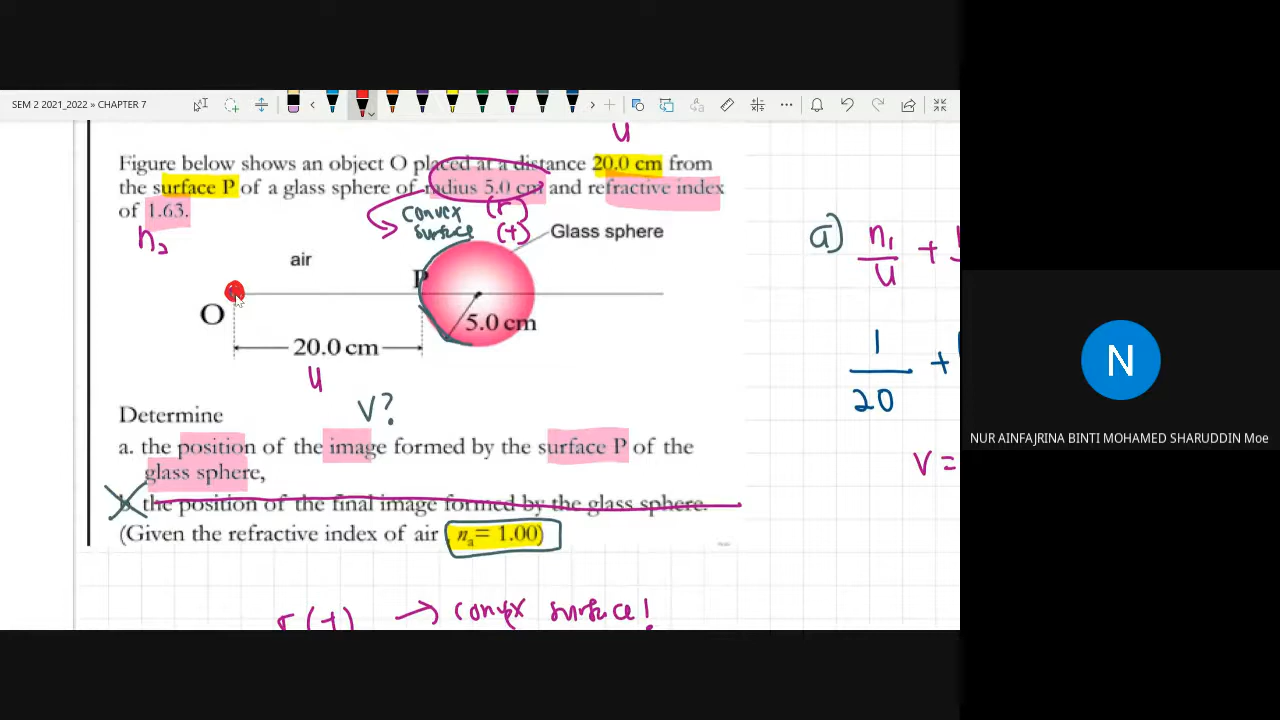 SEM 2 2021_2022 » CHAPTER 7
u
Figure below shows an object O placed at a distance 20.0 cm from
the surface P of a glass sphere of radius 5.0 cm and refractive index
of 1.63.
n₂
Convex
surface
(r)
(+)
Glass sphere
air
P
O
5.0 cm
20.0 cm
u
v?
Determine
a. the position of the image formed by the surface P of the
glass sphere,
b. the position of the final image formed by the glass sphere.
(Given the refractive index of air nₐ= 1.00)
r (+) → convex surface!
a) n₁/u +
1/20 +
v =
N
NUR AINFAJRINA BINTI MOHAMED SHARUDDIN Moe